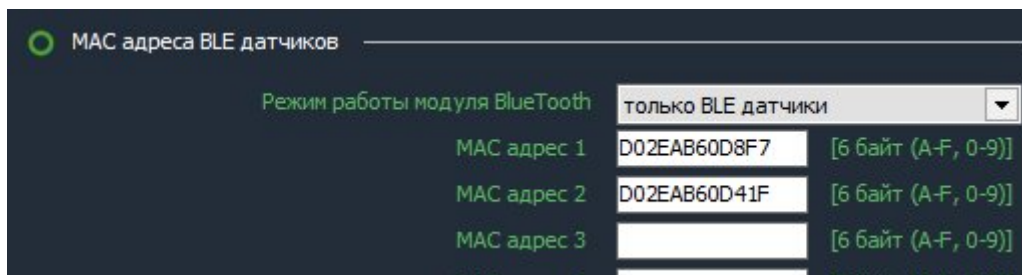 MAC адреса BLE датчиков
Режим работы модуля BlueTooth только BLE датчики
MAC адрес 1 D02EAB60D8F7 [6 байт (A-F, 0-9)]
MAC адрес 2 D02EAB60D41F [6 байт (A-F, 0-9)]
MAC адрес 3 [6 байт (A-F, 0-9)]